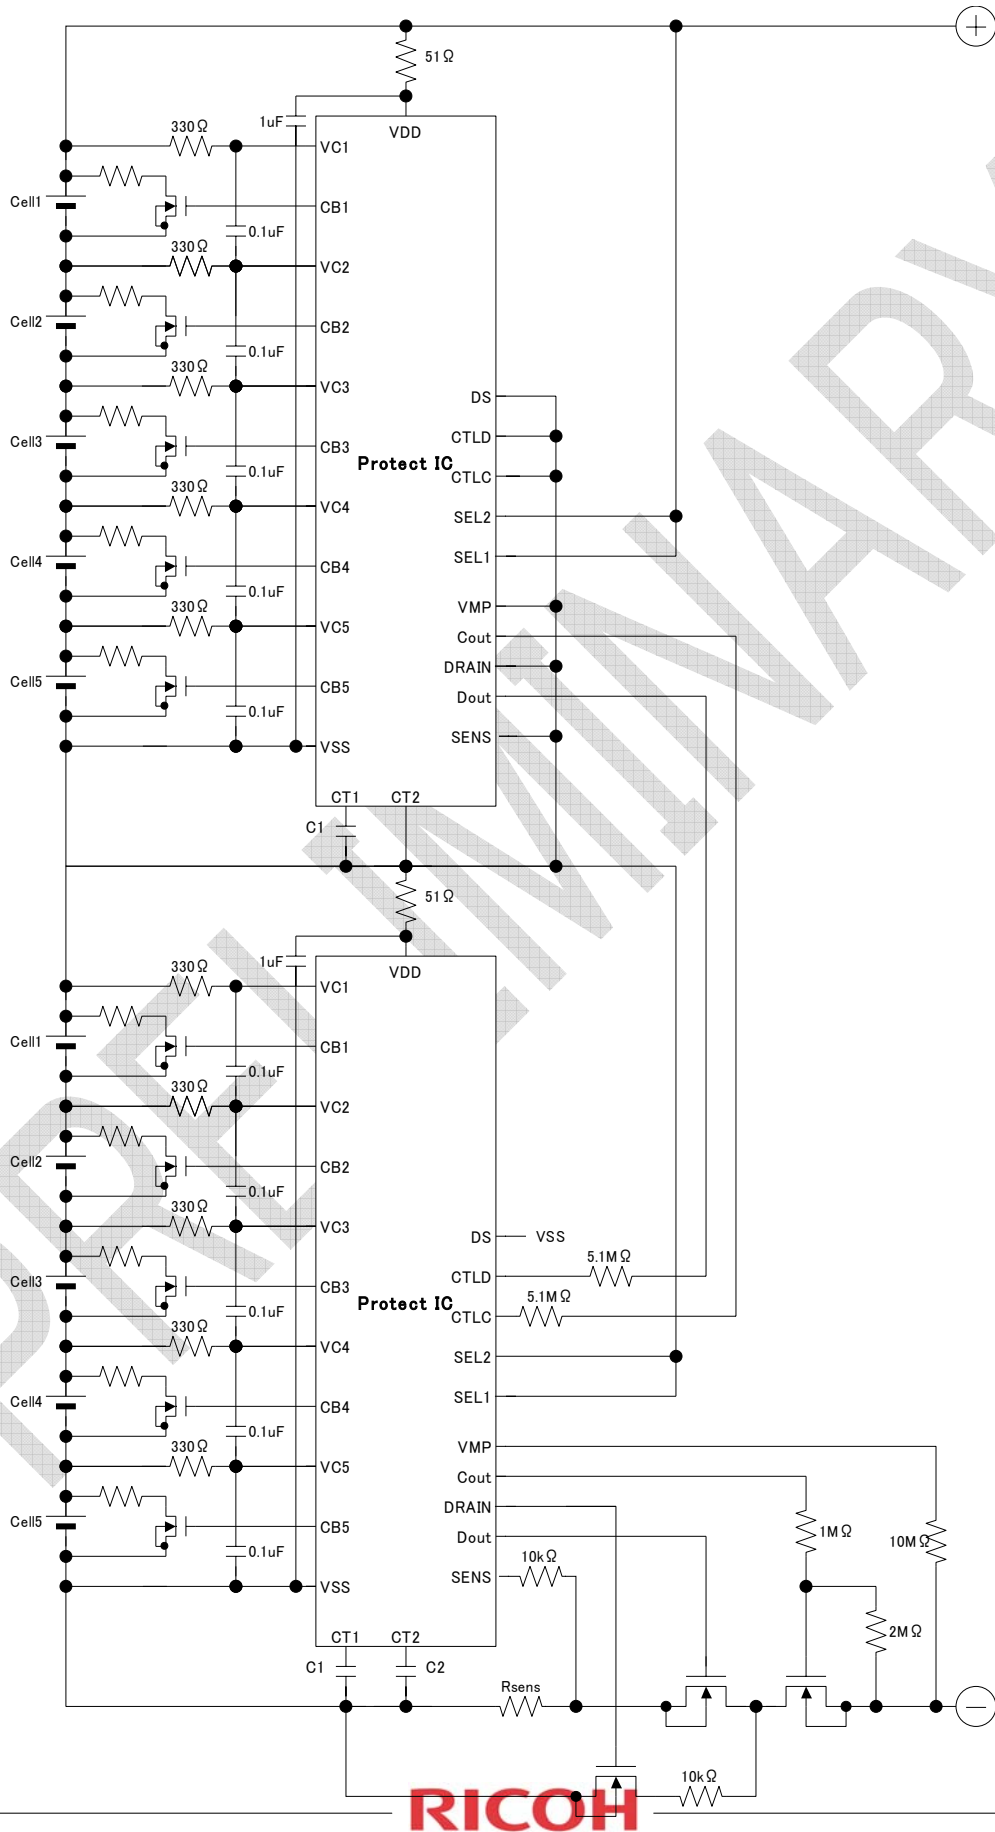 51Ω
1uF
VDD
330Ω
VC1
Cell1
CB1
0.1uF
330Ω
VC2
Cell2
CB2
0.1uF
330Ω
VC3
DS
CTLD
Cell3
CB3
Protect IC
0.1uF
CTLC
330Ω
VC4
SEL2
SEL1
Cell4
CB4
0.1uF
330Ω
VMP
VC5
Cout
DRAIN
Cell5
CB5
Dout
0.1uF
SENS
VSS
CT1
CT2
C1
51Ω
1uF
VDD
330Ω
VC1
Cell1
CB1
0.1uF
330Ω
VC2
Cell2
CB2
0.1uF
330Ω
VC3
DS
VSS
5.1MΩ
CTLD
Cell3
CB3
5.1MΩ
Protect IC
0.1uF
CTLC
330Ω
VC4
SEL2
SEL1
Cell4
CB4
0.1uF
330Ω
VMP
VC5
Cout
DRAIN
Cell5
CB5
1MΩ
Dout
10MΩ
0.1uF
10kΩ
SENS
VSS
2MΩ
CT1
CT2
C1
C2
Rsens
10kΩ
RICOH
PRELIMINARY